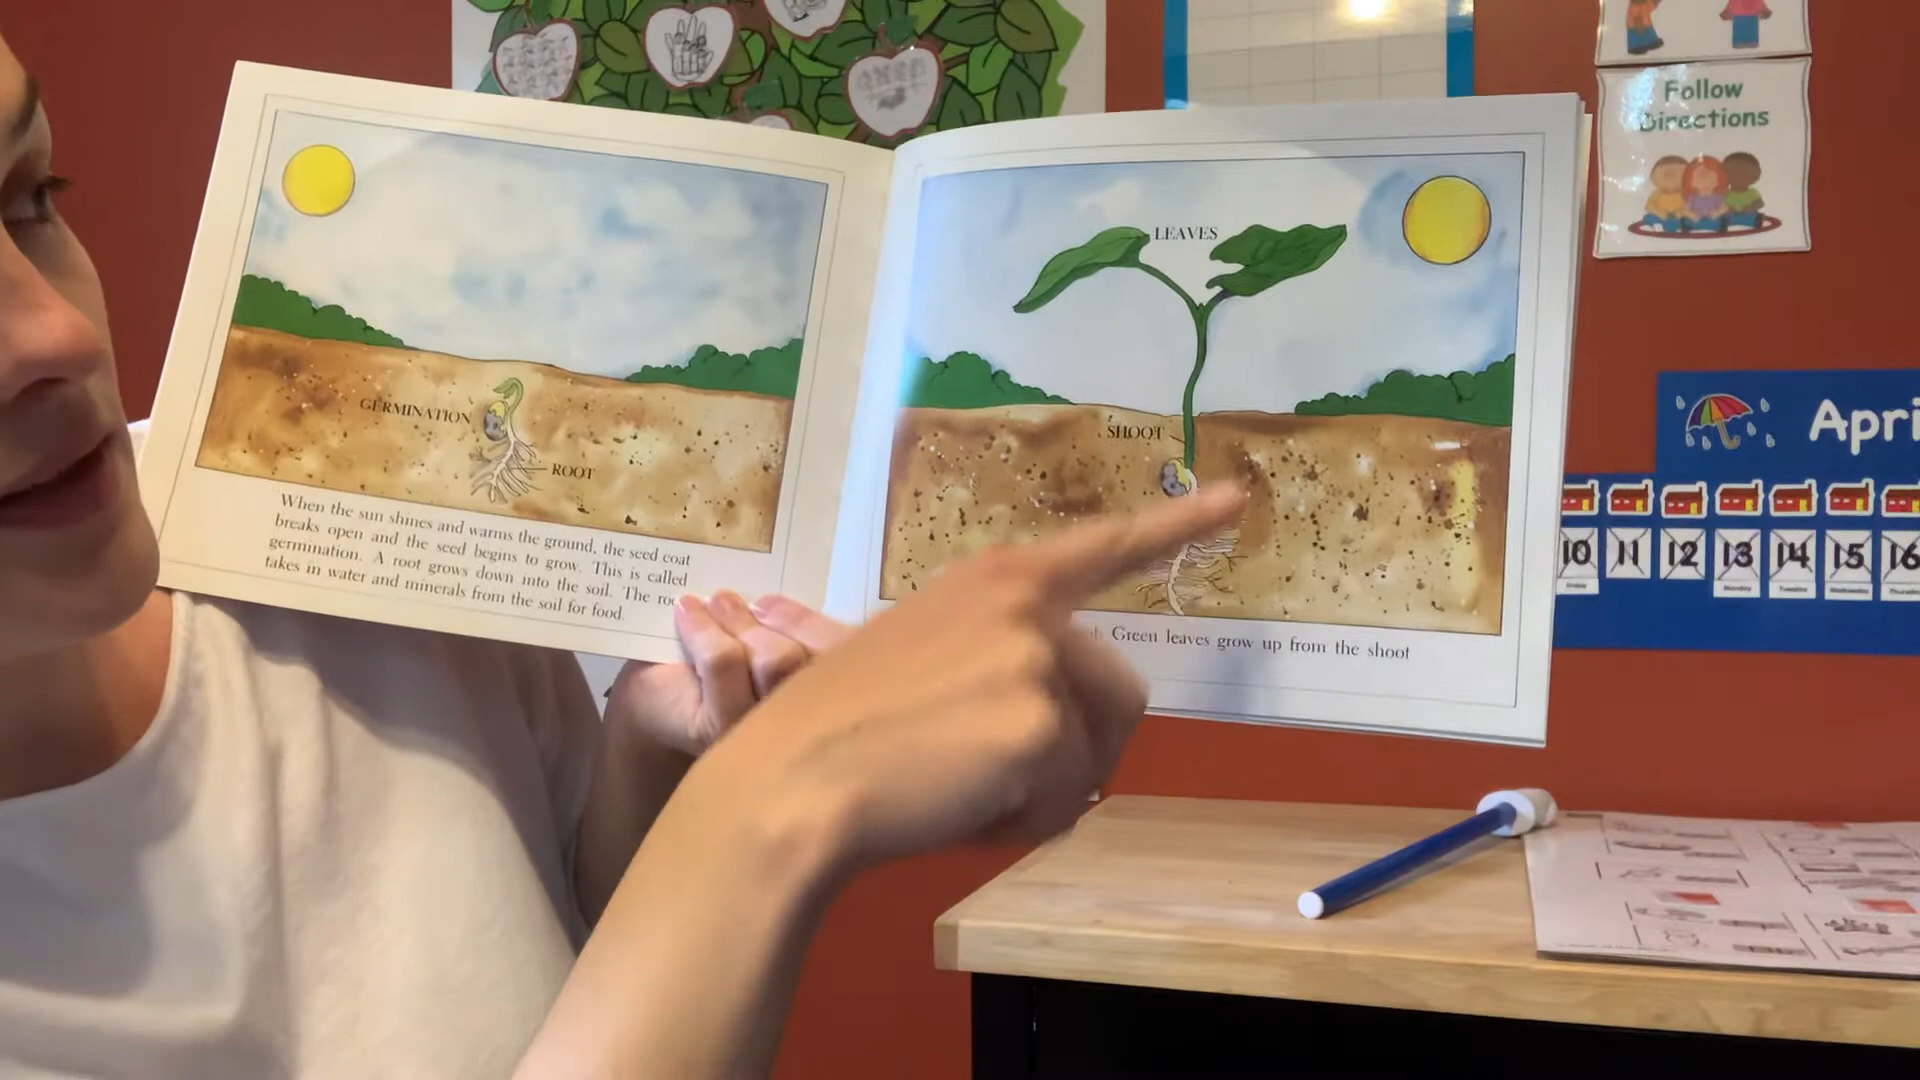 GERMINATION
ROOT
When the sun shines and warms the ground, the seed coat
breaks open and the seed begins to grow. This is called
germination. A root grows down into the soil. The
takes in water and minerals from the soil for food.
LEAVES
SHOOT
Green leaves grow up from the shoot
Follow
Directions
Apri
10 11 12 13 14 15 16
Monday Tuesday Wednesday